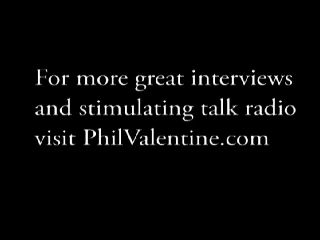 For more great interviews
and stimulating talk radio
visit PhilValentine.com